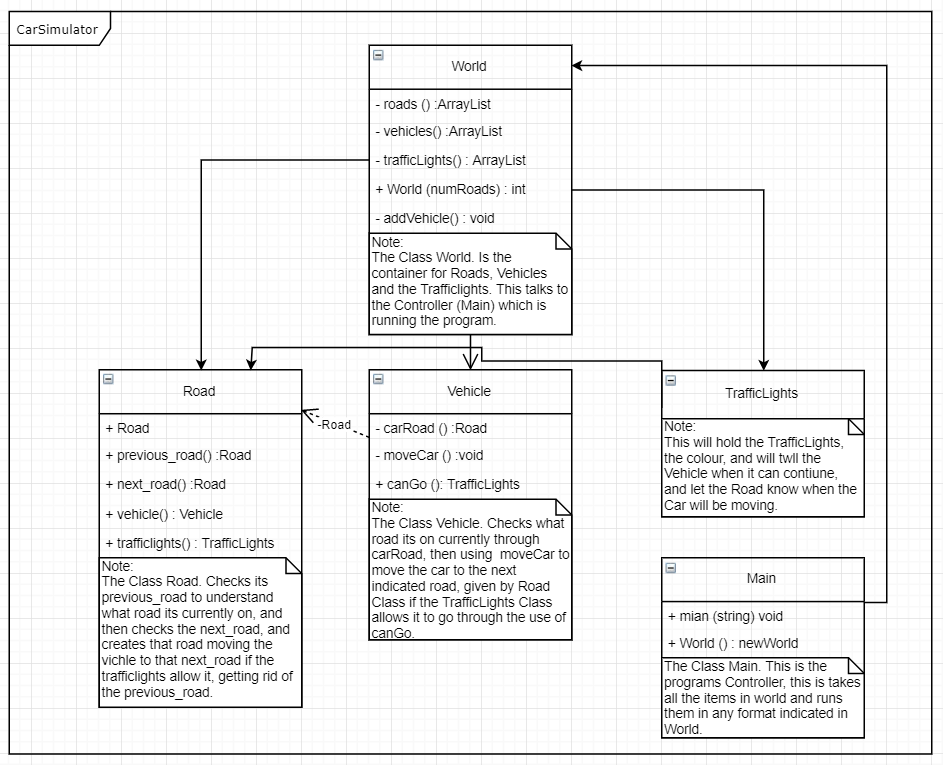 CarSimulator
World
- roads () :ArrayList
- vehicles() :ArrayList
- trafficLights() : ArrayList
+ World (numRoads) : int
- addVehicle() : void
Note:
The Class World. Is the
container for Roads, Vehicles
and the Trafficlights. This talks to
the Controller (Main) which is
running the program.
Road
+ Road
+ previous_road() :Road
+ next_road() :Road
+ vehicle() : Vehicle
+ trafficlights() : TrafficLights
Note:
The Class Road. Checks its
previous_road to understand
what road its currently on, and
then checks the next_road, and
creates that road moving the
vichle to that next_road if the
trafficlights allow it, getting rid of
the previous_road.
-Road
Vehicle
- carRoad () :Road
- moveCar () :void
+ canGo (): TrafficLights
Note:
The Class Vehicle. Checks what
road its on currently through
carRoad, then using  moveCar to
move the car to the next
indicated road, given by Road
Class if the TrafficLights Class
allows it to go through the use of
canGo.
TrafficLights
Note:
This will hold the TrafficLights,
the colour, and will twll the
Vehicle when it can contiune,
and let the Road know when the
Car will be moving.
Main
+ mian (string) void
+ World () : newWorld
The Class Main. This is the
programs Controller, this is takes
all the items in world and runs
them in any format indicated in
World.